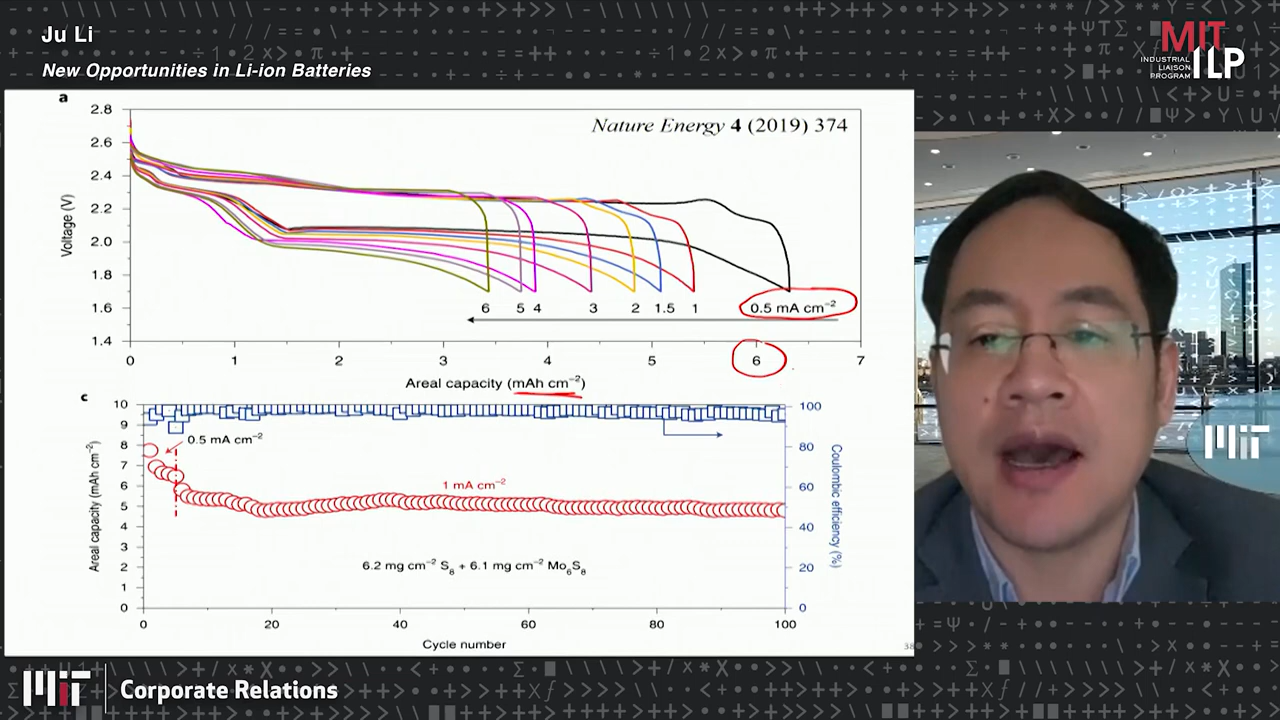 Ju Li
New Opportunities in Li-ion Batteries
MIT
INDUSTRIAL
LIAISON
PROGRAM
ILP
a
Nature Energy 4 (2019) 374
Voltage (V)
2.8
2.6
2.4
2.2
2.0
1.8
1.6
1.4
6 5 4 3 2 1.5 1 0.5 mA cm⁻²
0 1 2 3 4 5 6 7
Areal capacity (mAh cm⁻²)
c
Areal capacity (mAh cm⁻²)
10
9
8
7
6
5
4
3
2
1
0
0.5 mA cm⁻²
1 mA cm⁻²
6.2 mg cm⁻² S₈ + 6.1 mg cm⁻² Mo₆S₈
100
80
60
40
20
0
Coulombic efficiency (%)
0 20 40 60 80 100
Cycle number
38
MIT
MIT
Corporate Relations